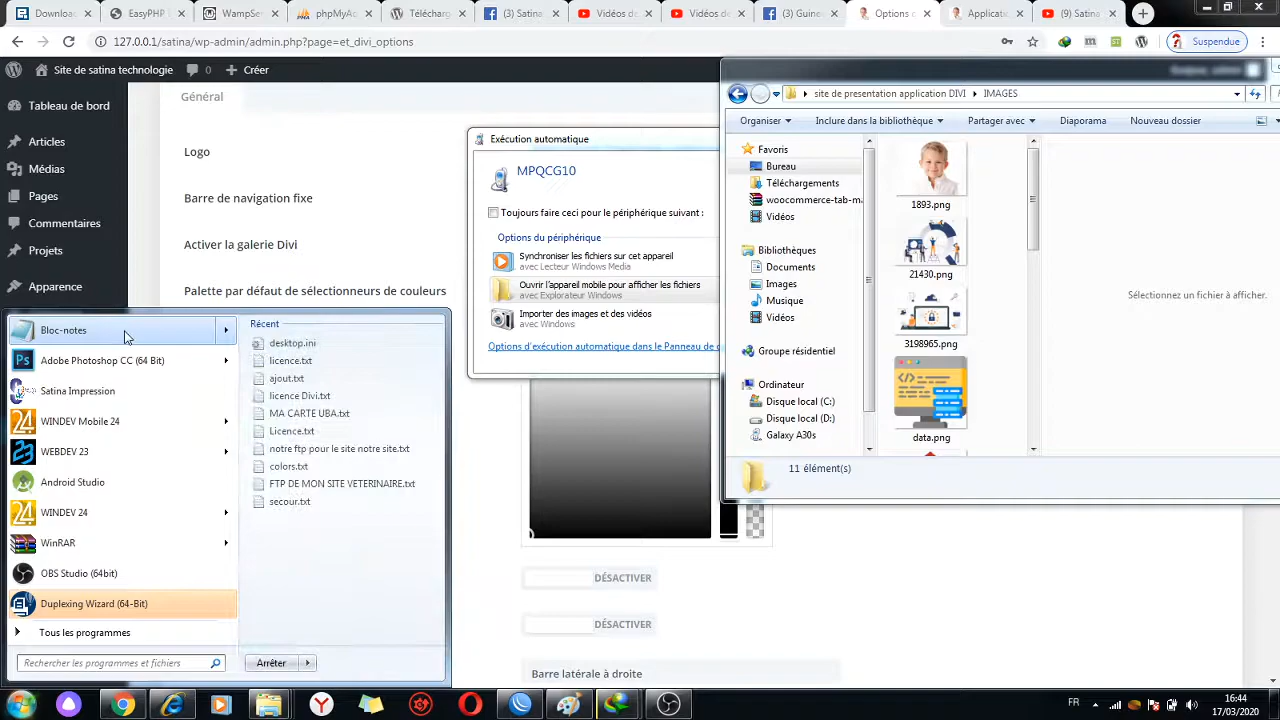 Download
EasyPHP
WampSer
phpMyA
Télécharg
Satina
Vidéos de
Vidéos de
(3) Guine
Options d
Applicatio
(9) Satina
127.0.0.1/satina/wp-admin/admin.php?page=et_divi_options
Suspendue
Site de satina technologie
0
Créer
Général
Tableau de bord
Articles
Médias
Pages
Commentaires
Projets
Apparence
Logo
Barre de navigation fixe
Activer la galerie Divi
Palette par défaut de sélectionneurs de couleurs
Exécution automatique
MPQCG10
Toujours faire ceci pour le périphérique suivant :
Options du périphérique
Synchroniser les fichiers sur cet appareil
avec Lecteur Windows Media
Ouvrir l'appareil mobile pour afficher les fichiers
avec Explorateur Windows
Importer des images et des vidéos
avec Windows
Options d'exécution automatique dans le Panneau de c
site de presentation application DIVI
IMAGES
Organiser
Inclure dans la bibliothèque
Partager avec
Diaporama
Nouveau dossier
Favoris
Bureau
Téléchargements
woocommerce-tab-m
Vidéos
Bibliothèques
Documents
Images
Musique
Vidéos
Groupe résidentiel
Ordinateur
Disque local (C:)
Disque local (D:)
Galaxy A30s
1893.png
21430.png
3198965.png
data.png
Sélectionnez un fichier à afficher.
11 élément(s)
Bloc-notes
Adobe Photoshop CC (64 Bit)
Satina Impression
WINDEV Mobile 24
WEBDEV 23
Android Studio
WINDEV 24
WinRAR
OBS Studio (64bit)
Duplexing Wizard (64-Bit)
Tous les programmes
Rechercher les programmes et fichiers
Récent
desktop.ini
licence.txt
ajout.txt
licence Divi.txt
MA CARTE UBA.txt
Licence.txt
notre ftp pour le site notre site.txt
colors.txt
FTP DE MON SITE VETERINAIRE.txt
secour.txt
Arrêter
DÉSACTIVER
DÉSACTIVER
Barre latérale à droite
FR
16:44
17/03/2020